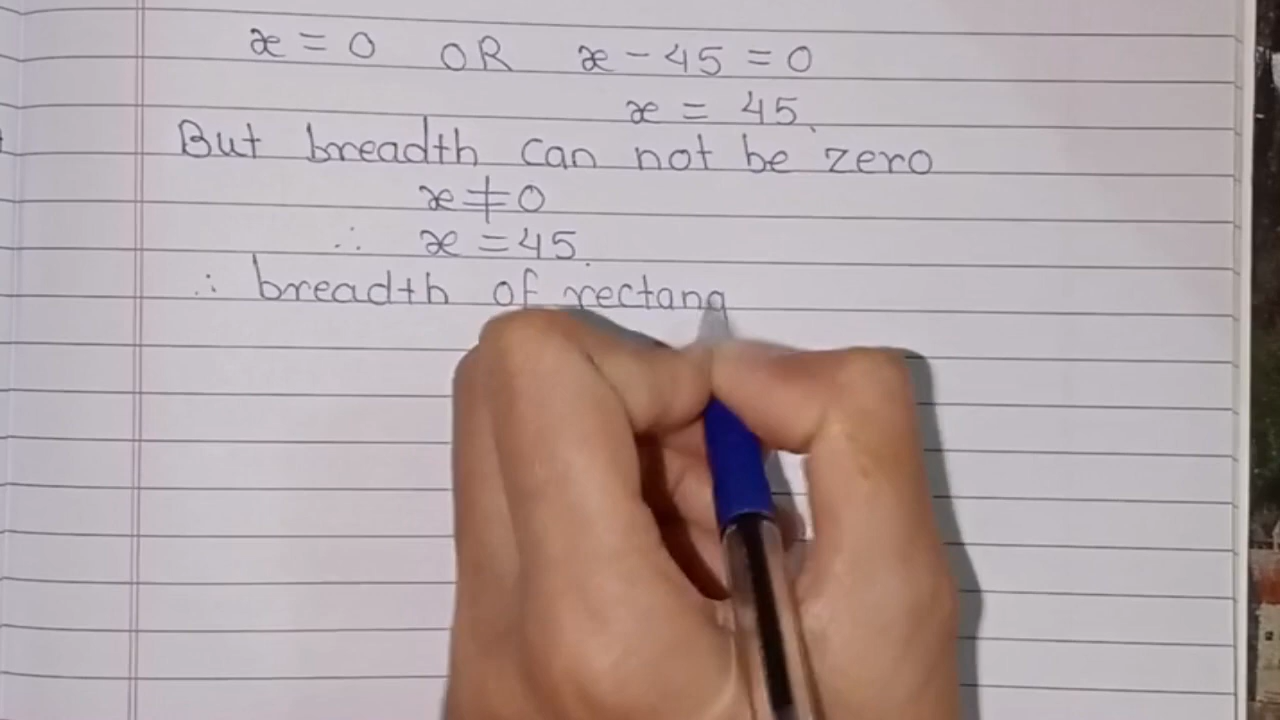 x = 0 OR x - 45 = 0
x = 45.
But breadth can not be zero
x ≠ 0
∴ x = 45.
∴ breadth of rectang